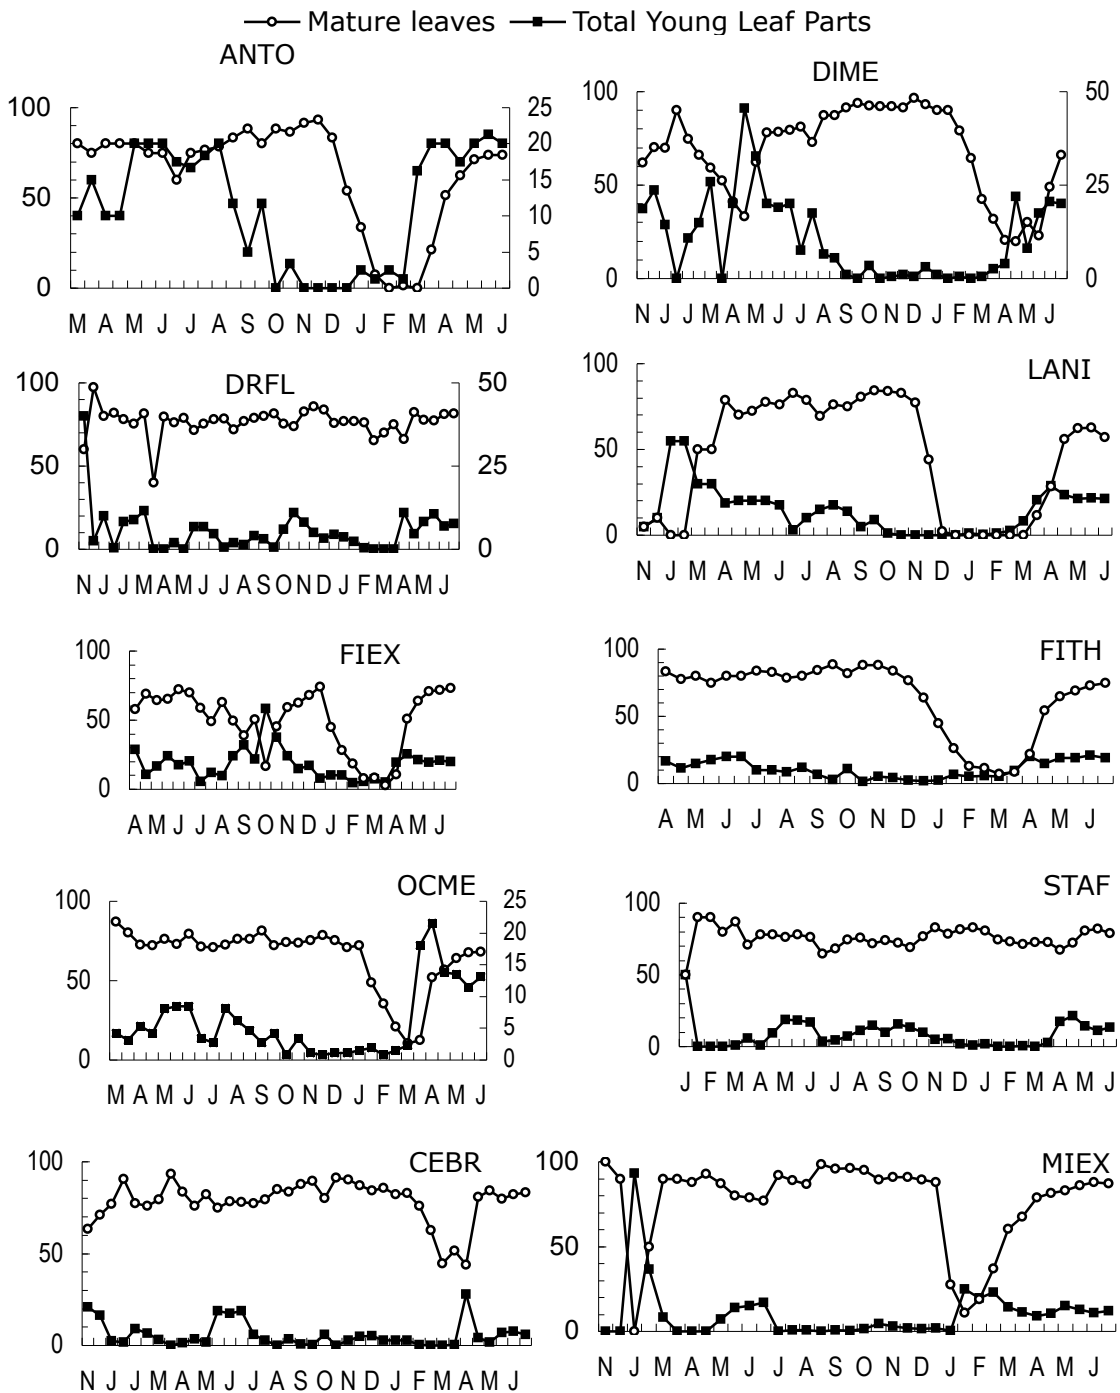 Mature leaves Total Young Leaf Parts
ANTO
100
50
0
25
20
15
10
5
0
M A M J J A S O N D J F M A M J
DIME
100
50
0
50
25
0
N J J M A M J J A S O N D J F M A M J
DRFL
100
50
0
50
25
0
N J J M A M J J A S O N D J F M A M J
LANI
100
50
0
N J J M A M J J A S O N D J F M A M J
FIEX
100
50
0
A M J J A S O N D J F M A M J
FITH
100
50
0
A M J J A S O N D J F M A M J
OCME
100
50
0
25
20
15
10
5
0
M A M J J A S O N D J F M A M J
STAF
100
50
0
J F M A M J J A S O N D J F M A M J
CEBR
100
50
0
N J J M A M J J A S O N D J F M A M J
MIEX
100
50
0
N J J M A M J J A S O N D J F M A M J